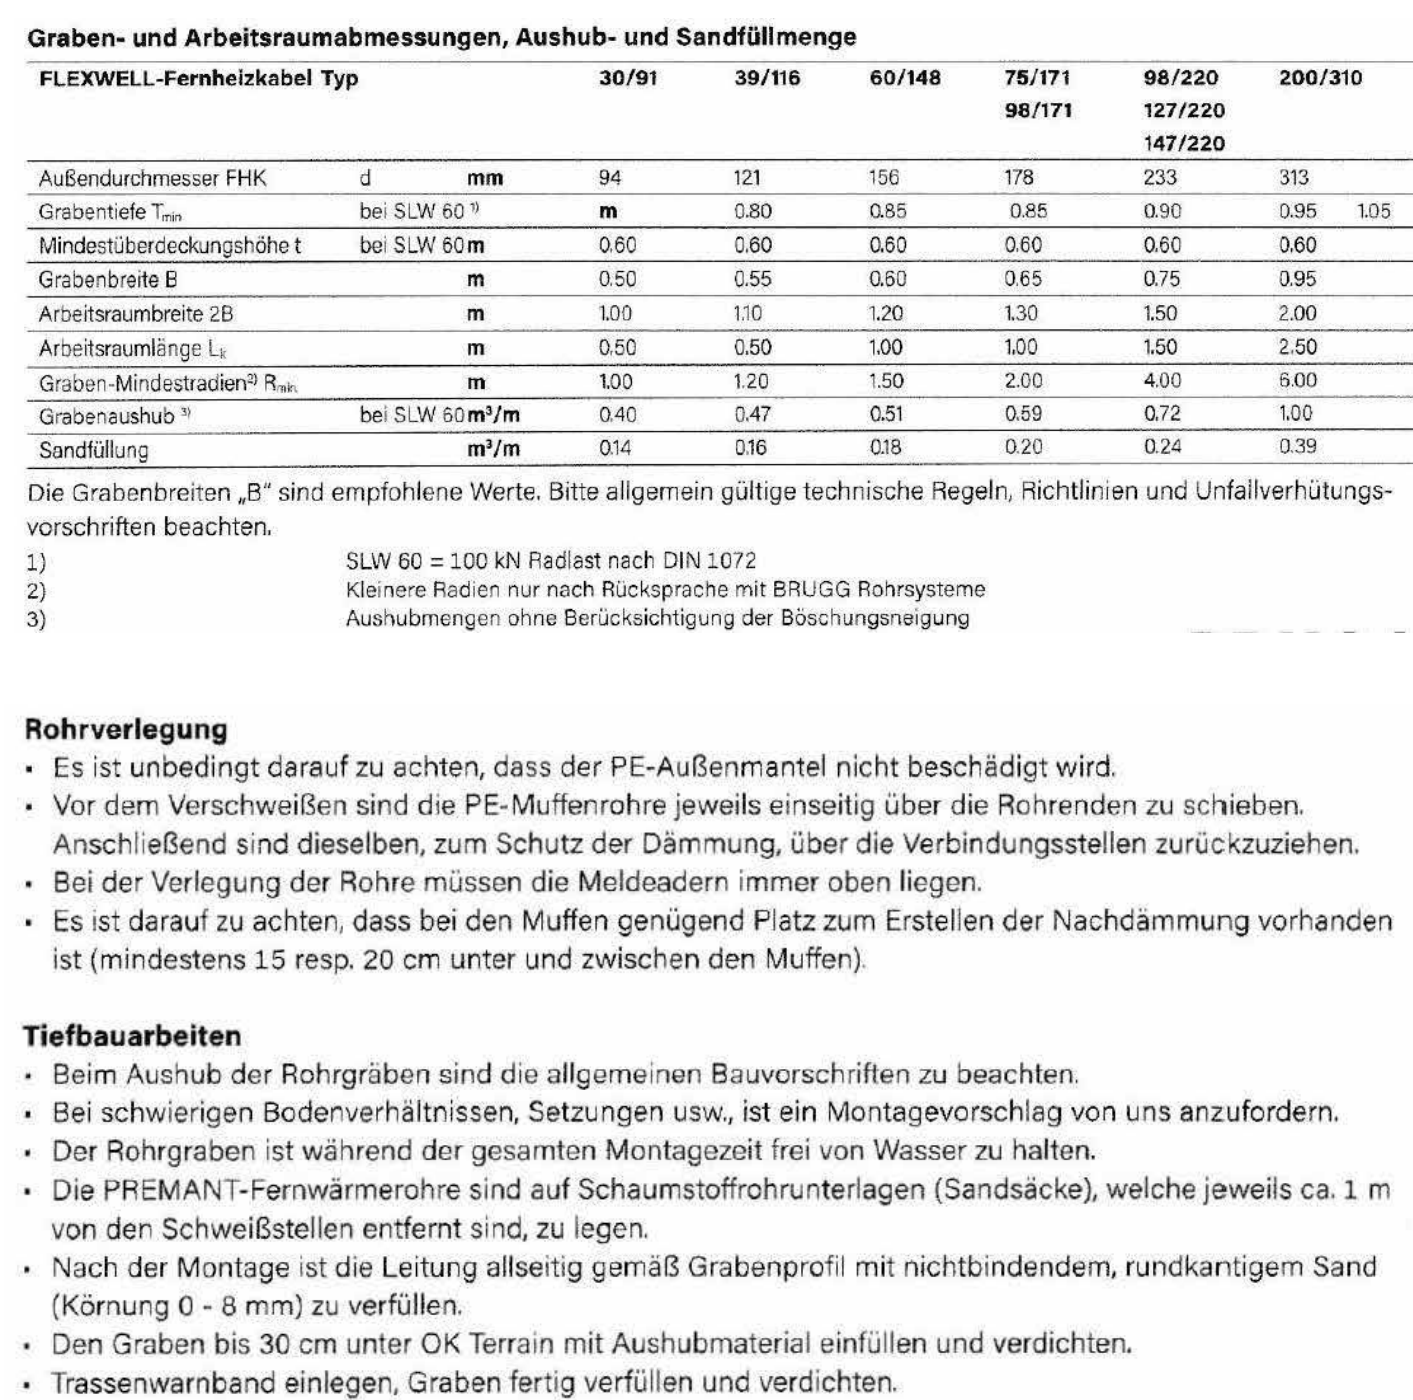 Graben- und Arbeitsraumabmessungen, Aushub- und Sandfüllmenge
FLEXWELL-Fernheizkabel Typ 30/91 39/116 60/148 75/171 98/220 200/310
98/171 127/220
147/220
Außendurchmesser FHK d mm 94 121 156 178 233 313
Grabentiefe Tmin bei SLW 60 1) m 0.80 0.85 0.85 0.90 0.95 1.05
Mindestüberdeckungshöhe t bei SLW 60 m 0.60 0.60 0.60 0.60 0.60 0.60
Grabenbreite B m 0.50 0.55 0.60 0.65 0.75 0.95
Arbeitsraumbreite 2B m 1.00 1.10 1.20 1.30 1.50 2.00
Arbeitsraumlänge Lk m 0.50 0.50 1.00 1.00 1.50 2.50
Graben-Mindestradien2) Rmin. m 1.00 1.20 1.50 2.00 4.00 6.00
Grabenaushub 3) bei SLW 60 m³/m 0.40 0.47 0.51 0.59 0.72 1.00
Sandfüllung m³/m 0.14 0.16 0.18 0.20 0.24 0.39
Die Grabenbreiten „B" sind empfohlene Werte. Bitte allgemein gültige technische Regeln, Richtlinien und Unfallverhütungs-
vorschriften beachten.
1) SLW 60 = 100 kN Radlast nach DIN 1072
2) Kleinere Radien nur nach Rücksprache mit BRUGG Rohrsysteme
3) Aushubmengen ohne Berücksichtigung der Böschungsneigung
Rohrverlegung
• Es ist unbedingt darauf zu achten, dass der PE-Außenmantel nicht beschädigt wird.
• Vor dem Verschweißen sind die PE-Muffenrohre jeweils einseitig über die Rohrenden zu schieben.
Anschließend sind dieselben, zum Schutz der Dämmung, über die Verbindungsstellen zurückzuziehen.
• Bei der Verlegung der Rohre müssen die Meldeadern immer oben liegen.
• Es ist darauf zu achten, dass bei den Muffen genügend Platz zum Erstellen der Nachdämmung vorhanden
ist (mindestens 15 resp. 20 cm unter und zwischen den Muffen).
Tiefbauarbeiten
• Beim Aushub der Rohrgräben sind die allgemeinen Bauvorschriften zu beachten.
• Bei schwierigen Bodenverhältnissen, Setzungen usw., ist ein Montagevorschlag von uns anzufordern.
• Der Rohrgraben ist während der gesamten Montagezeit frei von Wasser zu halten.
• Die PREMANT-Fernwärmerohre sind auf Schaumstoffrohrunterlagen (Sandsäcke), welche jeweils ca. 1 m
von den Schweißstellen entfernt sind, zu legen.
• Nach der Montage ist die Leitung allseitig gemäß Grabenprofil mit nichtbindendem, rundkantigem Sand
(Körnung 0 - 8 mm) zu verfüllen.
• Den Graben bis 30 cm unter OK Terrain mit Aushubmaterial einfüllen und verdichten.
• Trassenwarnband einlegen, Graben fertig verfüllen und verdichten.